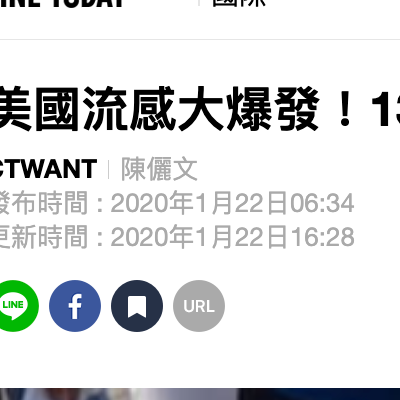 LINE TODAY 國際
美國流感大爆發！13
CTWANT 陳儷文
發布時間 : 2020年1月22日06:34
更新時間 : 2020年1月22日16:28
LINE f URL